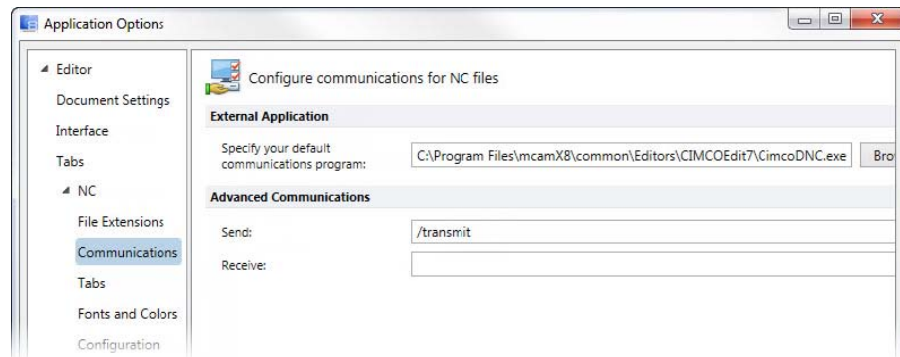 Application Options
Editor
Document Settings
Interface
Tabs
NC
File Extensions
Communications
Tabs
Fonts and Colors
Configuration
Configure communications for NC files
External Application
Specify your default
communications program:
C:\Program Files\mcamX8\common\Editors\CIMCOEdit7\CimcoDNC.exe
Bro
Advanced Communications
Send:
/transmit
Receive: